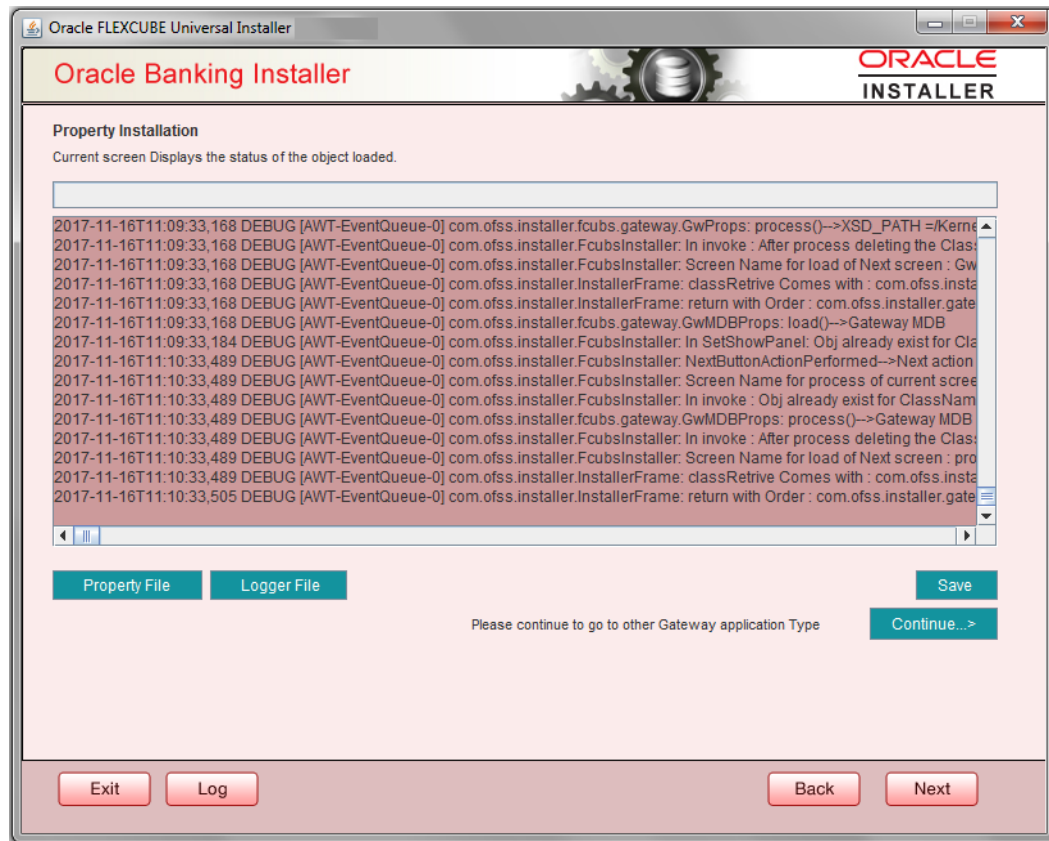 Oracle FLEXCUBE Universal Installer
Oracle Banking Installer
ORACLE
INSTALLER
Property Installation
Current screen Displays the status of the object loaded.
2017-11-16T11:09:33,168 DEBUG [AWT-EventQueue-0] com.ofss.installer.fcubs.gateway.GwProps: process()-->XSD_PATH =/Kerne
2017-11-16T11:09:33,168 DEBUG [AWT-EventQueue-0] com.ofss.installer.FcubsInstaller: In invoke : After process deleting the Clas
2017-11-16T11:09:33,168 DEBUG [AWT-EventQueue-0] com.ofss.installer.FcubsInstaller: Screen Name for load of Next screen : Gw
2017-11-16T11:09:33,168 DEBUG [AWT-EventQueue-0] com.ofss.installer.InstallerFrame: classRetrive Comes with : com.ofss.insta
2017-11-16T11:09:33,168 DEBUG [AWT-EventQueue-0] com.ofss.installer.InstallerFrame: return with Order : com.ofss.installer.gate
2017-11-16T11:09:33,168 DEBUG [AWT-EventQueue-0] com.ofss.installer.fcubs.gateway.GwMDBProps: load()-->Gateway MDB
2017-11-16T11:09:33,184 DEBUG [AWT-EventQueue-0] com.ofss.installer.FcubsInstaller: In SetShowPanel: Obj already exist for Cla
2017-11-16T11:10:33,489 DEBUG [AWT-EventQueue-0] com.ofss.installer.FcubsInstaller: NextButtonActionPerformed-->Next action
2017-11-16T11:10:33,489 DEBUG [AWT-EventQueue-0] com.ofss.installer.FcubsInstaller: Screen Name for process of current scree
2017-11-16T11:10:33,489 DEBUG [AWT-EventQueue-0] com.ofss.installer.FcubsInstaller: In invoke : Obj already exist for ClassNam
2017-11-16T11:10:33,489 DEBUG [AWT-EventQueue-0] com.ofss.installer.fcubs.gateway.GwMDBProps: process()-->Gateway MDB
2017-11-16T11:10:33,489 DEBUG [AWT-EventQueue-0] com.ofss.installer.FcubsInstaller: In invoke : After process deleting the Clas
2017-11-16T11:10:33,489 DEBUG [AWT-EventQueue-0] com.ofss.installer.FcubsInstaller: Screen Name for load of Next screen : pro
2017-11-16T11:10:33,489 DEBUG [AWT-EventQueue-0] com.ofss.installer.InstallerFrame: classRetrive Comes with : com.ofss.insta
2017-11-16T11:10:33,505 DEBUG [AWT-EventQueue-0] com.ofss.installer.InstallerFrame: return with Order : com.ofss.installer.gate
Property File Logger File Save
Please continue to go to other Gateway application Type Continue...>
Exit Log Back Next